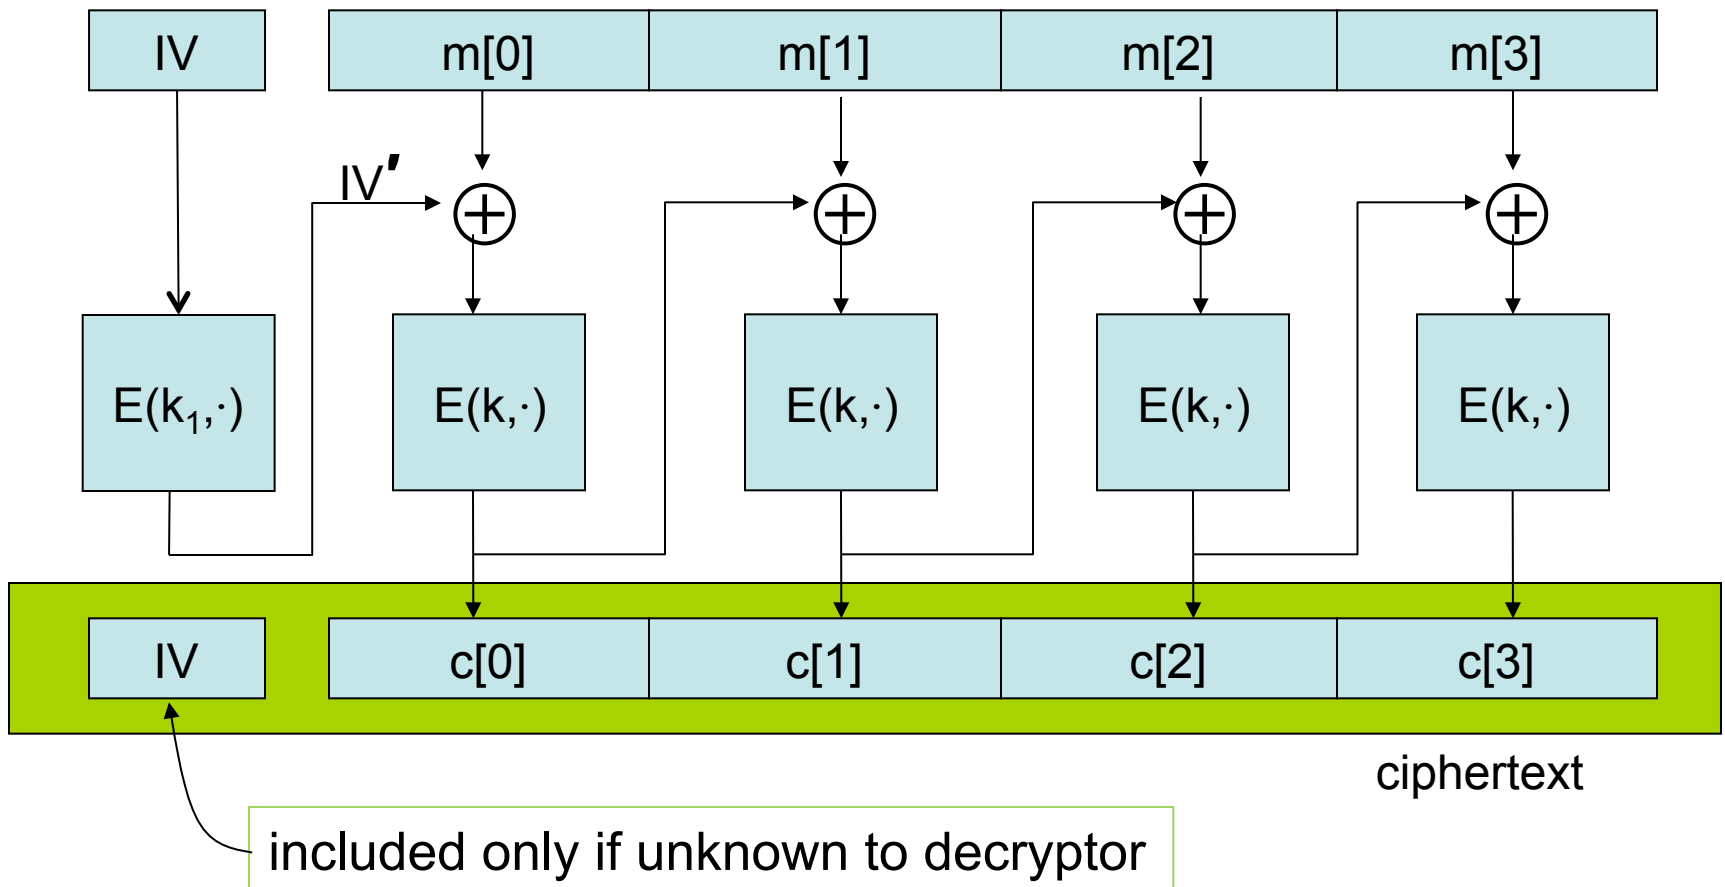 IV m[0] m[1] m[2] m[3]
IV′
E(k₁,·) E(k,·) E(k,·) E(k,·) E(k,·)
IV c[0] c[1] c[2] c[3]
ciphertext
included only if unknown to decryptor